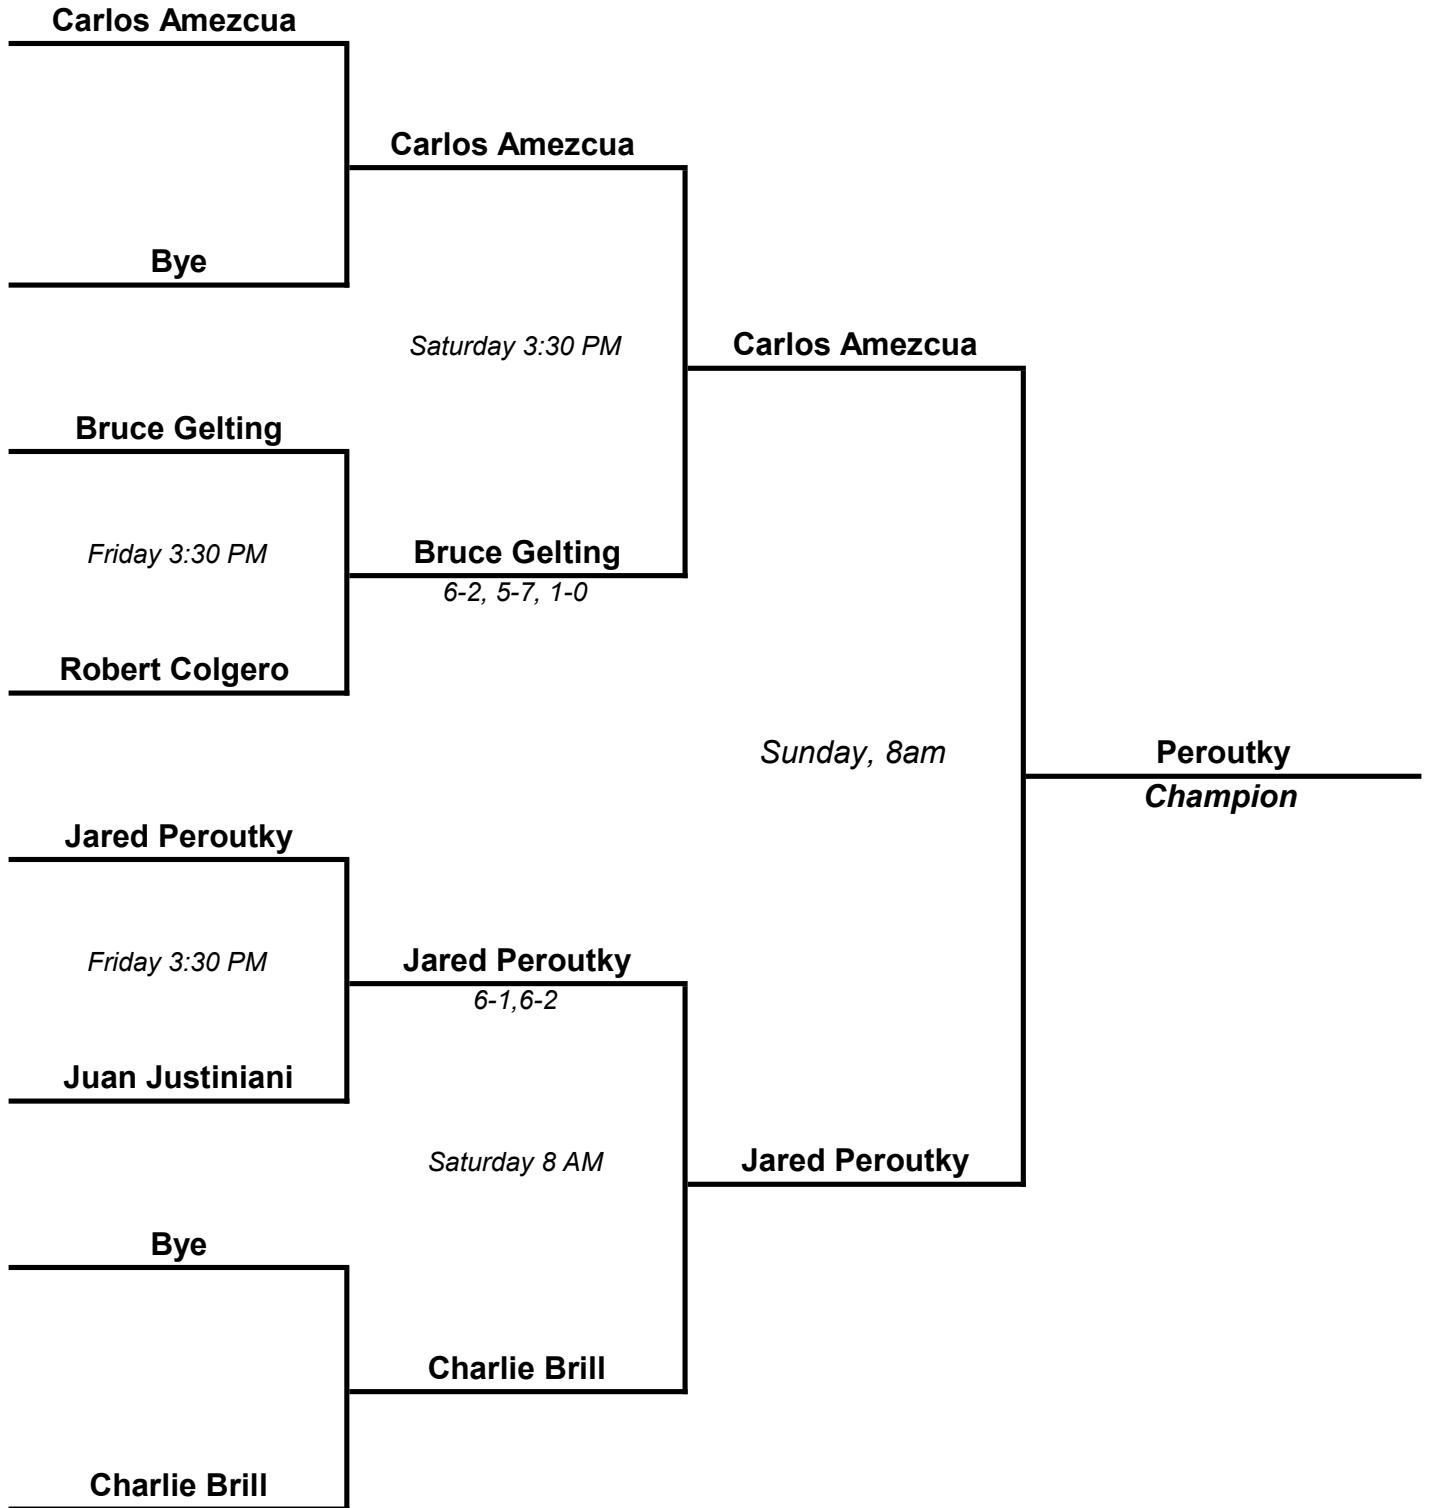 Carlos Amezcua
Carlos Amezcua
Bye
Saturday 3:30 PM
Carlos Amezcua
Bruce Gelting
Friday 3:30 PM
Bruce Gelting
6-2, 5-7, 1-0
Robert Colgero
Sunday, 8am
Peroutky
Champion
Jared Peroutky
Friday 3:30 PM
Jared Peroutky
6-1,6-2
Juan Justiniani
Saturday 8 AM
Jared Peroutky
Bye
Charlie Brill
Charlie Brill